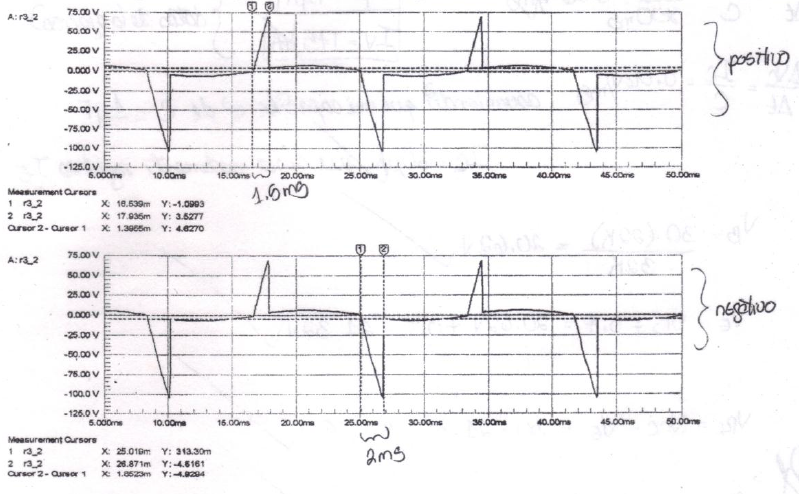 A: r3_2
75.00 V
50.00 V
25.00 V
0.000 V
-25.00 V
-50.00 V
-75.00 V
-100.0 V
-125.0 V
1 2
positivo
5.000ms 10.00ms 15.00ms 20.00ms 25.00ms 30.00ms 35.00ms 40.00ms 45.00ms 50.00ms
Measurement Cursors
1 r3_2 X: 16.539m Y:-1.0993
2 r3_2 X: 17.935m Y: 3.5277
Cursor 2 - Cursor 1 X: 1.3955m Y: 4.6270
A: r3_2
75.00 V
50.00 V
25.00 V
0.000 V
-25.00 V
-50.00 V
-75.00 V
-100.0 V
-125.0 V
1 2
negativo
5.000ms 10.00ms 15.00ms 20.00ms 25.00ms 30.00ms 35.00ms 40.00ms 45.00ms 50.00ms
2ms
Measurement Cursors
1 r3_2 X: 25.019m Y: 313.30m
2 r3_2 X: 26.871m Y:-4.6161
Cursor 2 - Cursor 1 X: 1.8523m Y:-4.9294